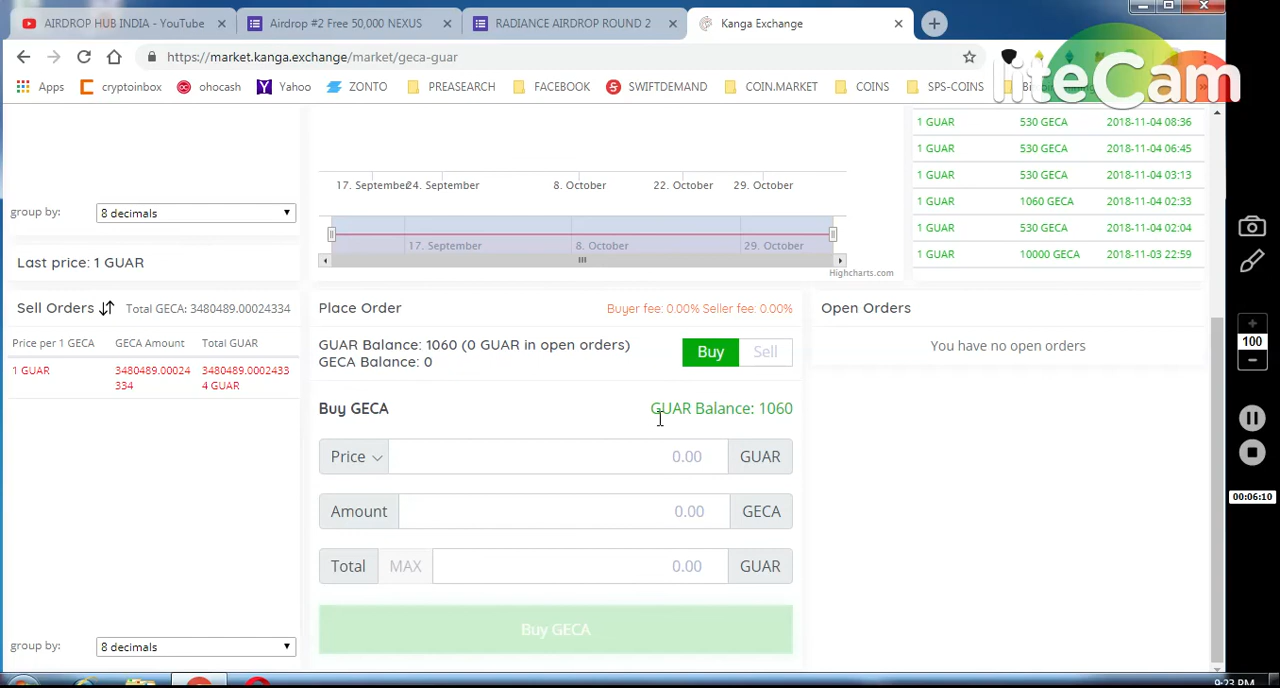 AIRDROP HUB INDIA - YouTube
Airdrop #2 Free 50,000 NEXUS
RADIANCE AIRDROP ROUND 2
Kanga Exchange
https://market.kanga.exchange/market/geca-guar
liteCam
Apps
cryptoinbox
ohocash
Yahoo
ZONTO
PREASEARCH
FACEBOOK
SWIFTDEMAND
COIN.MARKET
COINS
SPS-COINS
1 GUAR 530 GECA 2018-11-04 08:36
1 GUAR 530 GECA 2018-11-04 06:45
1 GUAR 530 GECA 2018-11-04 03:13
1 GUAR 1060 GECA 2018-11-04 02:33
1 GUAR 530 GECA 2018-11-04 02:04
1 GUAR 10000 GECA 2018-11-03 22:59
17. September 24. September 8. October 22. October 29. October
group by: 8 decimals
17. September 8. October 29. October
Last price: 1 GUAR
Highcharts.com
Sell Orders Total GECA: 3480489.00024334
Price per 1 GECA GECA Amount Total GUAR
1 GUAR 3480489.00024 3480489.0002433
334 4 GUAR
group by: 8 decimals
Place Order Buyer fee: 0.00% Seller fee: 0.00%
GUAR Balance: 1060 (0 GUAR in open orders)
GECA Balance: 0
Buy Sell
Buy GECA GUAR Balance: 1060
Price 0.00 GUAR
Amount 0.00 GECA
Total MAX 0.00 GUAR
Buy GECA
Open Orders
You have no open orders
100
00:06:10
9:23 PM